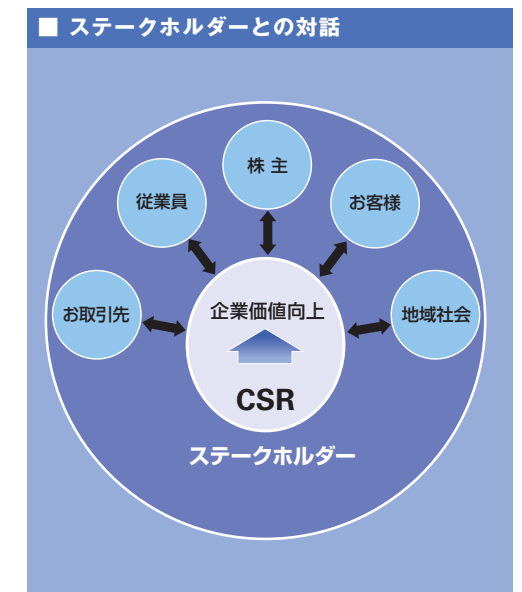 ■ ステークホルダーとの対話
株 主
従業員
お客様
お取引先
企業価値向上
地域社会
CSR
ステークホルダー